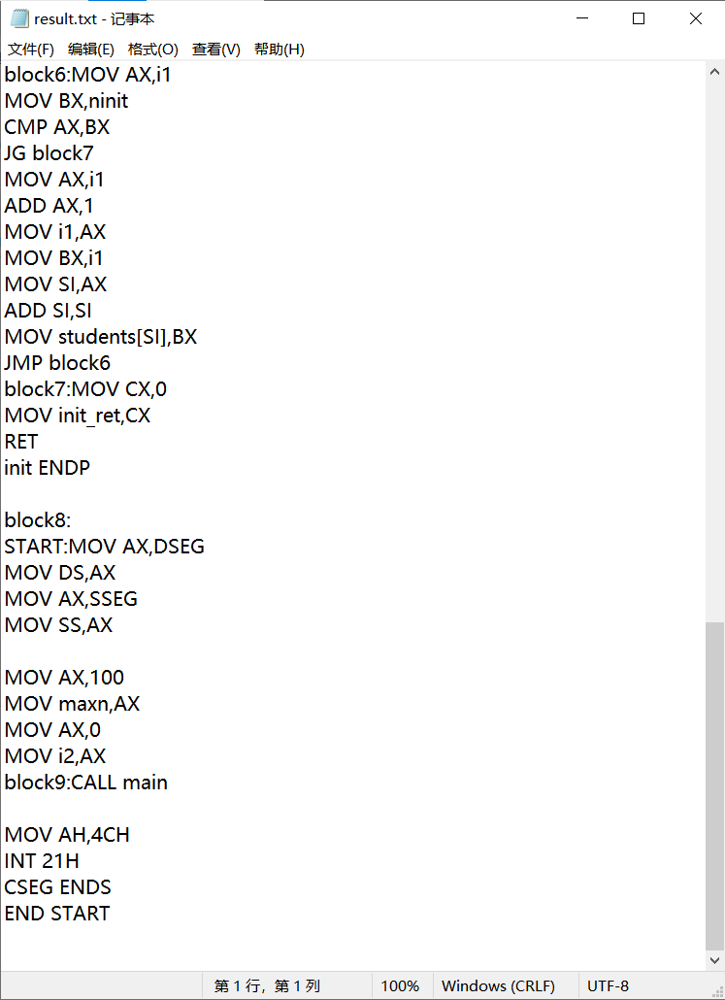 result.txt - 记事本
文件(F) 编辑(E) 格式(O) 查看(V) 帮助(H)
block6:MOV AX,i1
MOV BX,ninit
CMP AX,BX
JG block7
MOV AX,i1
ADD AX,1
MOV i1,AX
MOV BX,i1
MOV SI,AX
ADD SI,SI
MOV students[SI],BX
JMP block6
block7:MOV CX,0
MOV init_ret,CX
RET
init ENDP
block8:
START:MOV AX,DSEG
MOV DS,AX
MOV AX,SSEG
MOV SS,AX
MOV AX,100
MOV maxn,AX
MOV AX,0
MOV i2,AX
block9:CALL main
MOV AH,4CH
INT 21H
CSEG ENDS
END START
第 1 行，第 1 列 100% Windows (CRLF) UTF-8